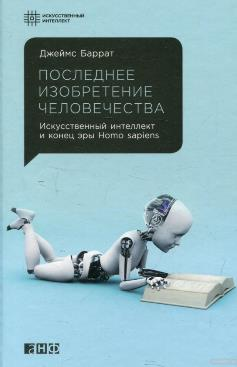 ИСКУССТВЕННЫЙ
ИНТЕЛЛЕКТ
Джеймс Баррат
ПОСЛЕДНЕЕ
ИЗОБРЕТЕНИЕ
ЧЕЛОВЕЧЕСТВА
Искусственный интеллект
и конец эры Homo sapiens
АНФ